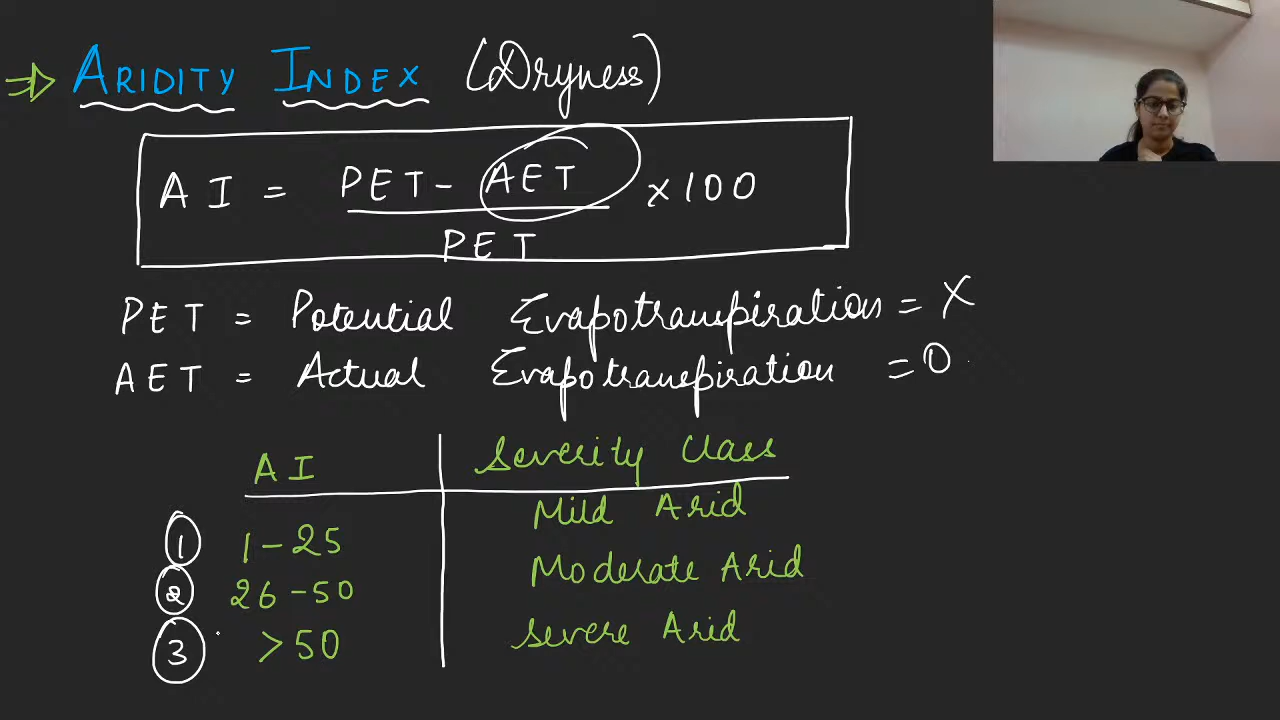 ⇒ ARIDITY INDEX (Dryness)
AI = PET - AET / PET × 100
PET = Potential Evapotranspiration = X
AET = Actual Evapotranspiration = 0
AI | Severity Class
① 1-25 | Mild Arid
② 26-50 | Moderate Arid
③ >50 | Severe Arid